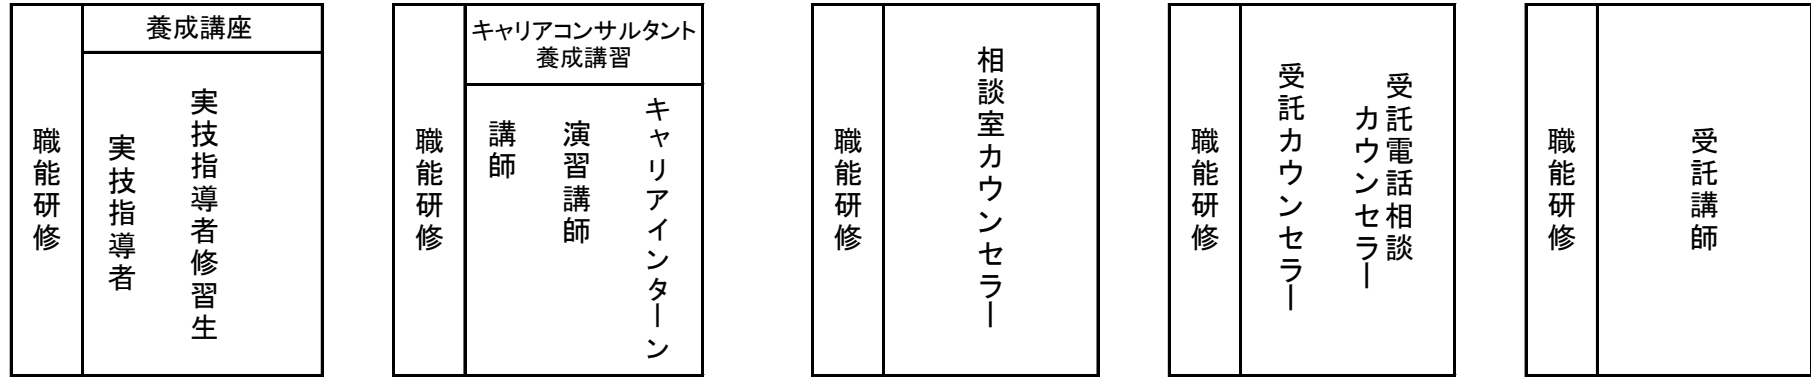 職能研修
養成講座
実技指導者
実技指導者修習生
職能研修
キャリアコンサルタント
養成講習
講師
演習講師
キャリアインターン
職能研修
相談室カウンセラー
職能研修
受託カウンセラー
受託電話相談
カウンセラー
職能研修
受託講師